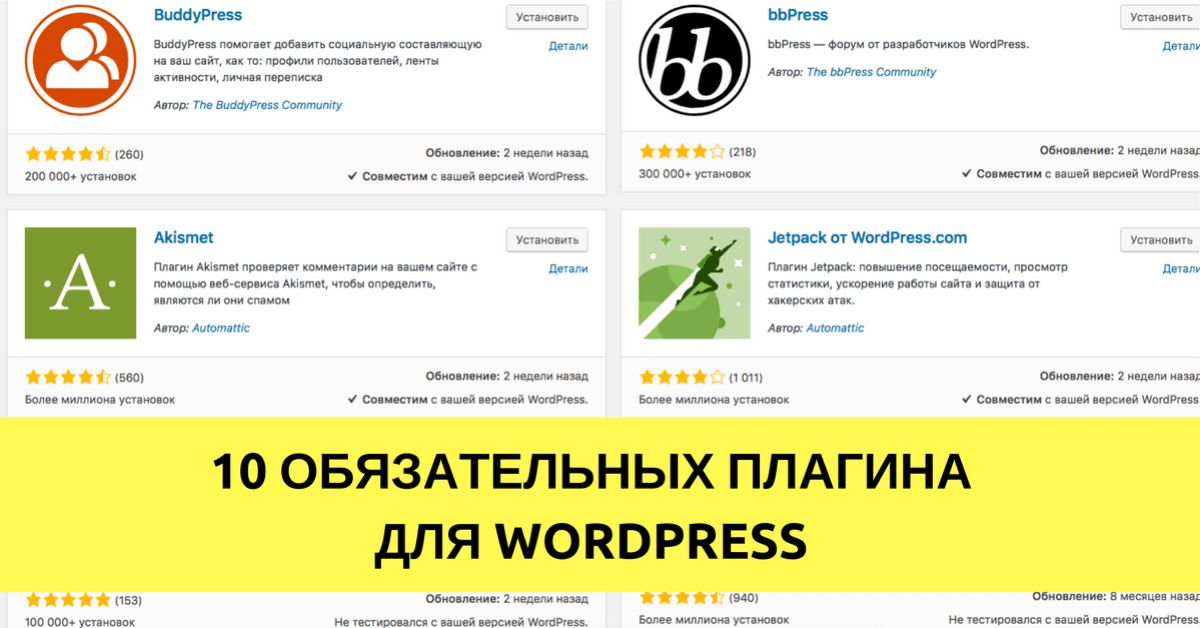 BuddyPress
Установить
BuddyPress помогает добавить социальную составляющую
Детали
на ваш сайт, как то: профили пользователей, ленты
активности, личная переписка
Автор: The BuddyPress Community
(260)
Обновление: 2 недели назад
200 000+ установок
✓ Совместим с вашей версией WordPress.
bbPress
Установить
bbPress — форум от разработчиков WordPress.
Детали
Автор: The bbPress Community
bb
(218)
Обновление: 2 недели назад
300 000+ установок
✓ Совместим с вашей версией WordPress.
Akismet
Установить
Плагин Akismet проверяет комментарии на вашем сайте с
Детали
помощью веб-сервиса Akismet, чтобы определить,
являются ли они спамом
Автор: Automattic
·A·
(560)
Обновление: 2 недели назад
Более миллиона установок
✓ Совместим с вашей версией WordPress.
Jetpack от WordPress.com
Установить
Плагин Jetpack: повышение посещаемости, просмотр
Детали
статистики, ускорение работы сайта и защита от
хакерских атак.
Автор: Automattic
(1 011)
Обновление: 2 недели назад
Более миллиона установок
✓ Совместим с вашей версией WordPress.
10 ОБЯЗАТЕЛЬНЫХ ПЛАГИНА
ДЛЯ WORDPRESS
(153)
Обновление: 2 недели назад
100 000+ установок
Не тестировался с вашей версией WordPress.
(940)
Обновление: 8 месяцев назад
Более миллиона установок
Не тестировался с вашей версией WordPress.